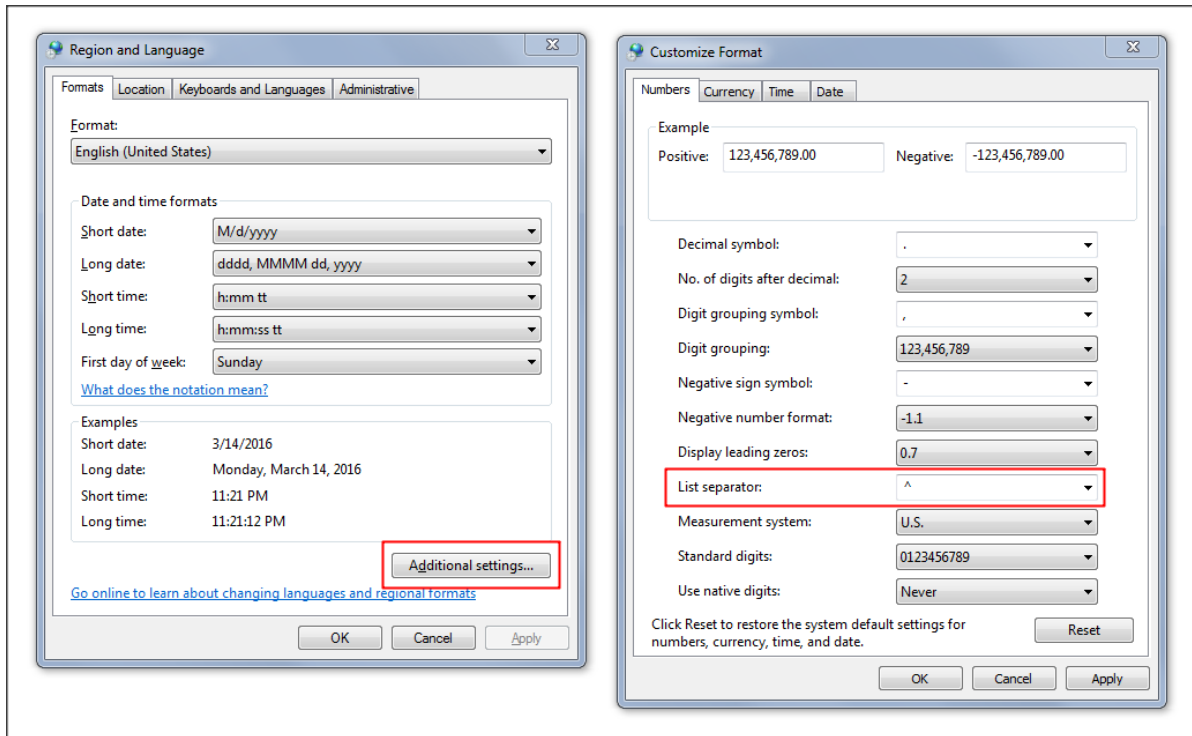 Region and Language
Formats Location Keyboards and Languages Administrative
Format:
English (United States)
Date and time formats
Short date: M/d/yyyy
Long date: dddd, MMMM dd, yyyy
Short time: h:mm tt
Long time: h:mm:ss tt
First day of week: Sunday
What does the notation mean?
Examples
Short date: 3/14/2016
Long date: Monday, March 14, 2016
Short time: 11:21 PM
Long time: 11:21:12 PM
Additional settings...
Go online to learn about changing languages and regional formats
OK Cancel Apply
Customize Format
Numbers Currency Time Date
Example
Positive: 123,456,789.00 Negative: -123,456,789.00
Decimal symbol: .
No. of digits after decimal: 2
Digit grouping symbol: ,
Digit grouping: 123,456,789
Negative sign symbol: -
Negative number format: -1.1
Display leading zeros: 0.7
List separator: ^
Measurement system: U.S.
Standard digits: 0123456789
Use native digits: Never
Click Reset to restore the system default settings for
numbers, currency, time, and date.
Reset
OK Cancel Apply